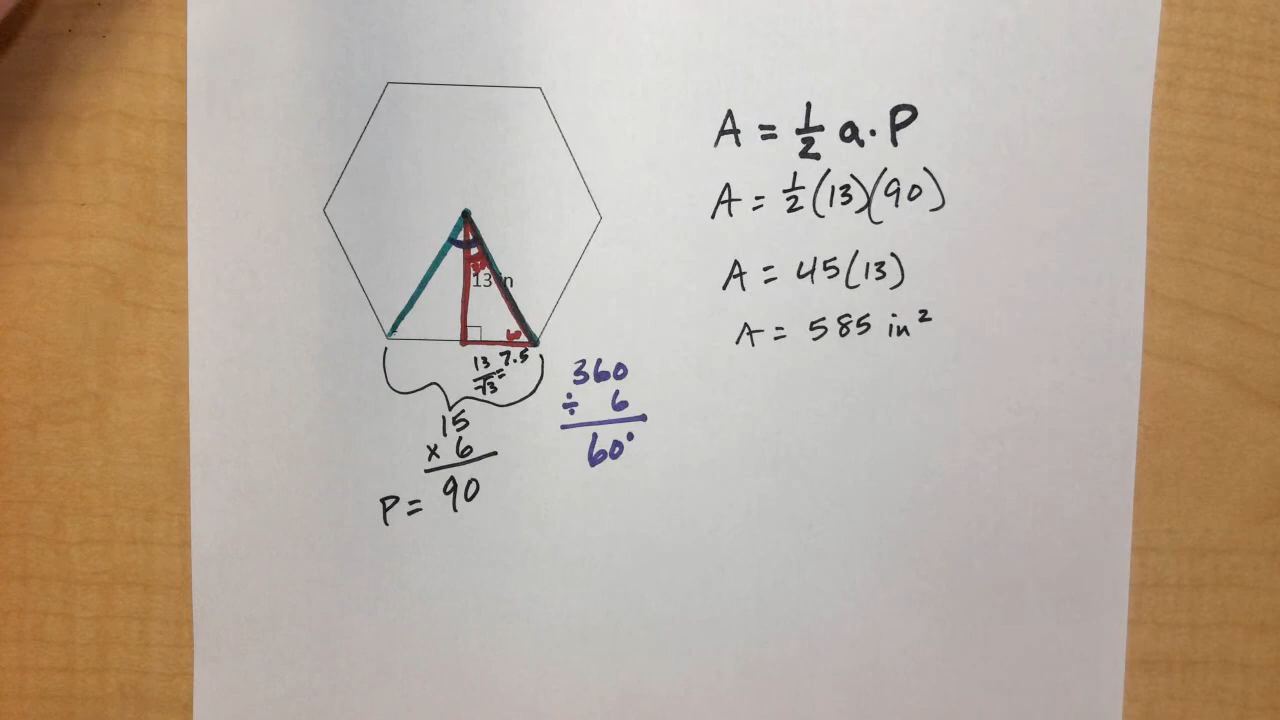 A = 1/2 a · P
A = 1/2 (13)(90)
A = 45(13)
A = 585 in²
13 in
13/√3 = 7.5
15
× 6
P = 90
360
÷ 6
60°